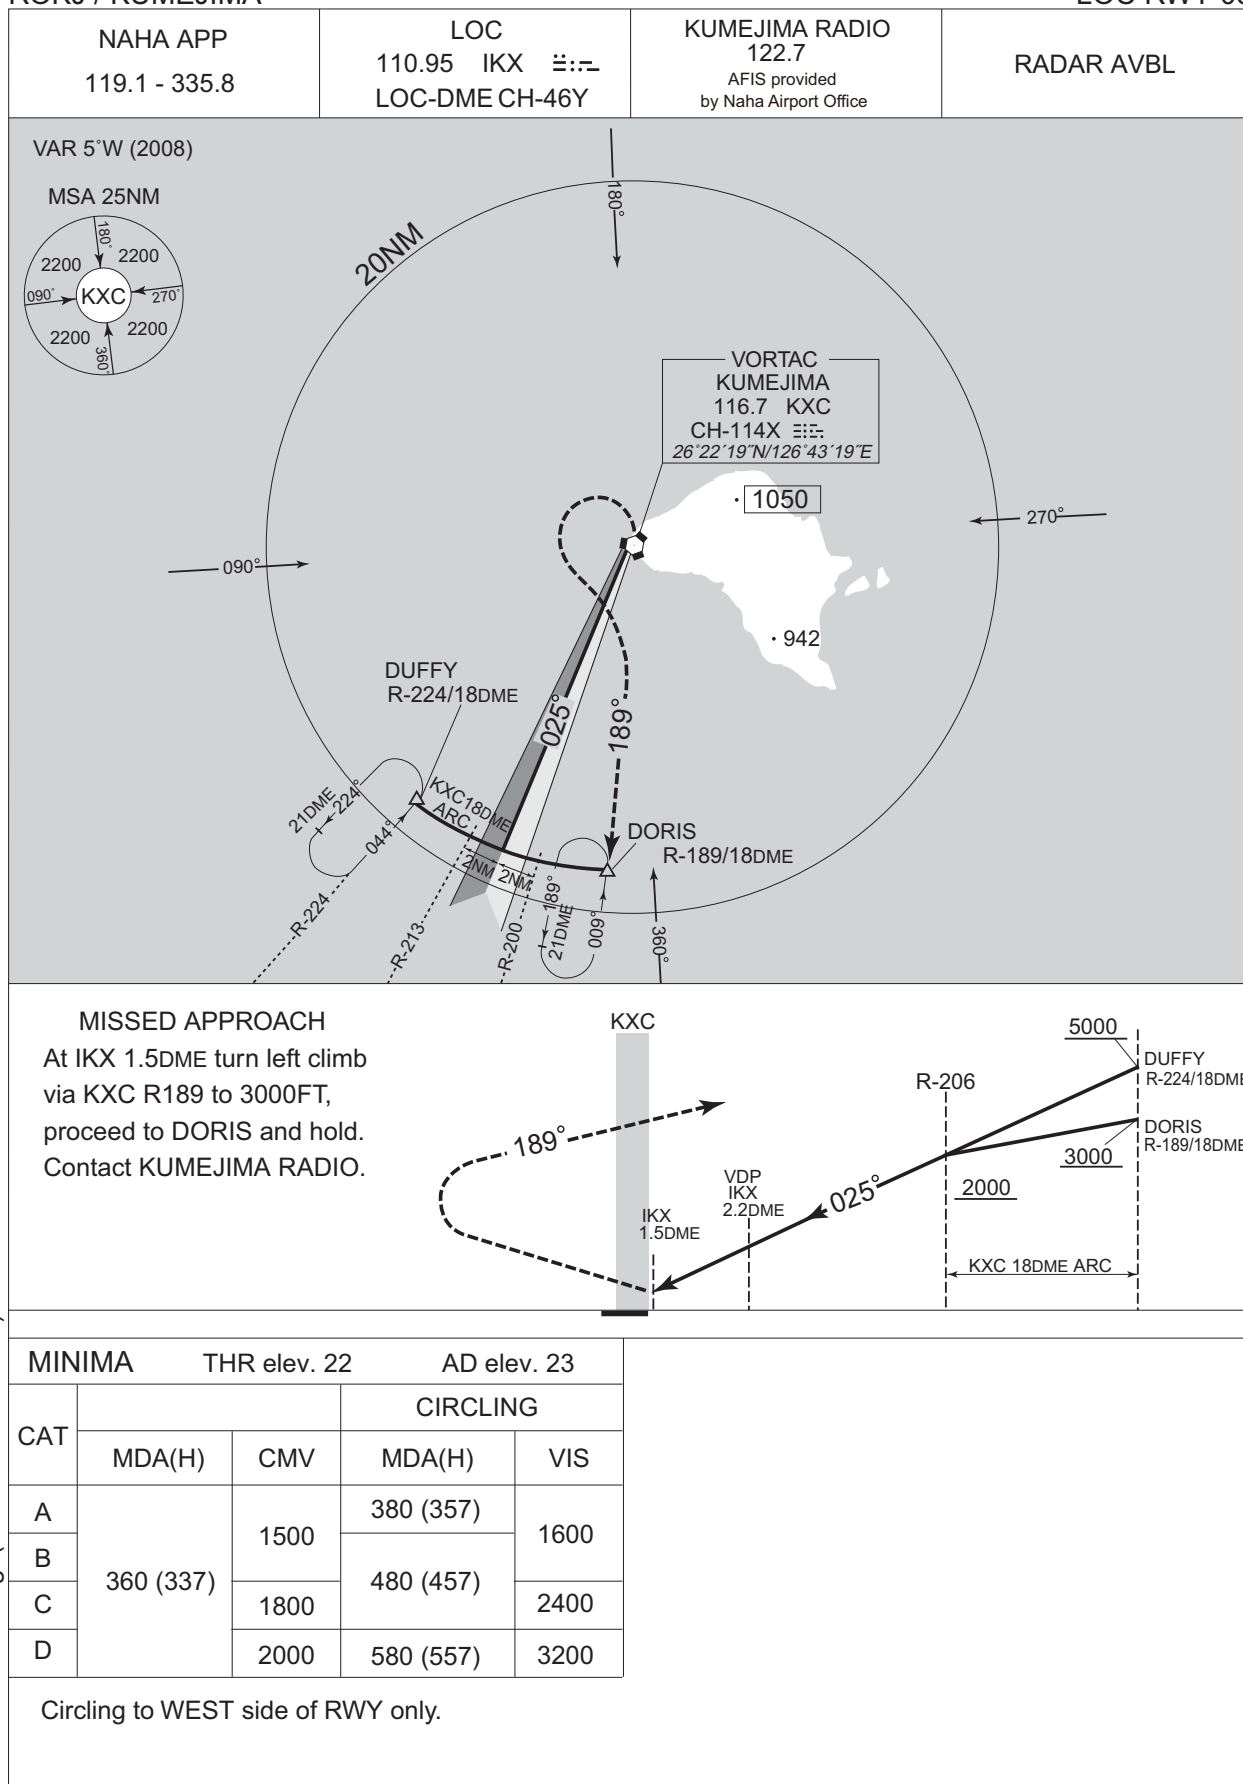 NAHA APP
119.1 - 335.8
LOC
110.95 IKX
LOC-DME CH-46Y
KUMEJIMA RADIO
122.7
AFIS provided
by Naha Airport Office
RADAR AVBL
VAR 5°W (2008)
MSA 25NM
180°
2200 2200
090° KXC 270°
2200 2200
360°
20NM
180°
VORTAC
KUMEJIMA
116.7 KXC
CH-114X
26°22´19˝N/126°43´19˝E
1050
270°
090°
942
DUFFY
R-224/18DME
025°
189°
KXC18DME
ARC
21DME
224°
044°
DORIS
R-189/18DME
2NM 2NM
R-224
R-213
R-200
189°
21DME
009°
360°
MISSED APPROACH
At IKX 1.5DME turn left climb
via KXC R189 to 3000FT,
proceed to DORIS and hold.
Contact KUMEJIMA RADIO.
KXC
189°
IKX
1.5DME
VDP
IKX
2.2DME
025°
R-206
2000
5000
DUFFY
R-224/18DME
DORIS
R-189/18DME
3000
KXC 18DME ARC
MINIMA THR elev. 22 AD elev. 23
CAT
CIRCLING
MDA(H) CMV MDA(H) VIS
A
B
C
D
360 (337)
1500
1800
2000
380 (357)
480 (457)
580 (557)
1600
2400
3200
Circling to WEST side of RWY only.